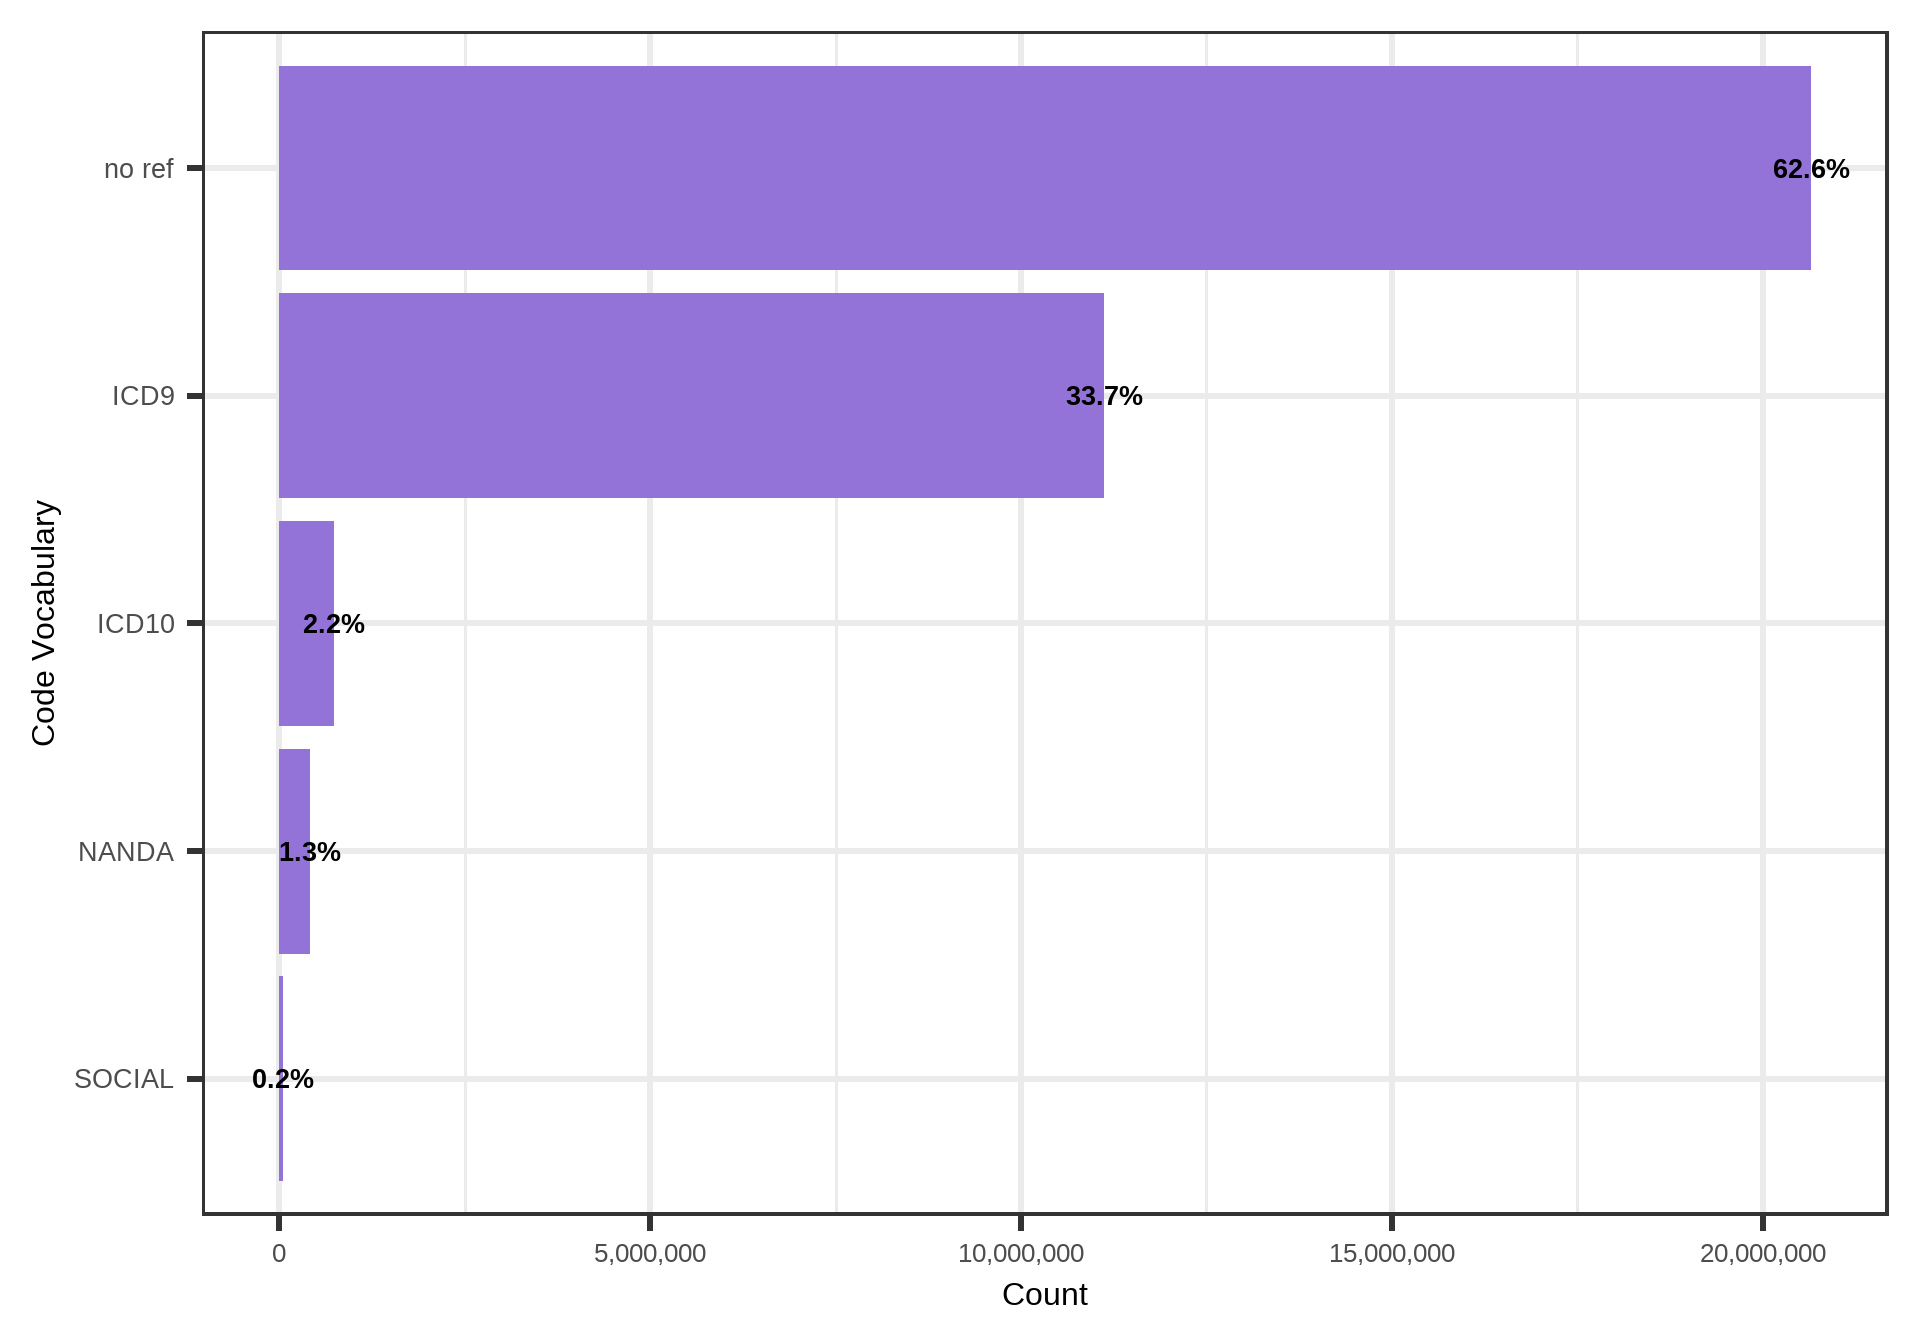 Code Vocabulary
no ref
62.6%
ICD9
33.7%
ICD10
2.2%
NANDA
1.3%
SOCIAL
0.2%
0
5,000,000
10,000,000
15,000,000
20,000,000
Count